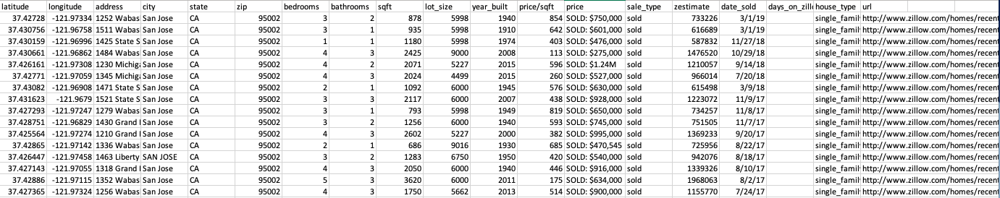 latitude longitude address city state zip bedrooms bathrooms sqft lot_size year_built price/sqft price sale_type zestimate date_sold days_on_zillo house_type url
37.42728 -121.97334 1252 Wabas San Jose CA 95002 3 2 878 5998 1940 854 SOLD: $750,000 sold 733226 3/1/19 single_famil http://www.zillow.com/homes/recent
37.430756 -121.96758 1511 Wabas San Jose CA 95002 3 1 935 5998 1910 642 SOLD: $601,000 sold 616689 3/1/19 single_famil http://www.zillow.com/homes/recent
37.430159 -121.96996 1425 State S San Jose CA 95002 1 1 1180 5998 1974 403 SOLD: $476,000 sold 587832 11/27/18 single_famil http://www.zillow.com/homes/recent
37.430661 -121.96862 1484 Wabas San Jose CA 95002 4 3 2425 9000 2008 113 SOLD: $275,000 sold 1476520 10/29/18 single_famil http://www.zillow.com/homes/recent
37.426161 -121.97308 1230 Michiga San Jose CA 95002 4 2 2071 5227 2015 596 SOLD: $1.24M sold 1210057 9/14/18 single_famil http://www.zillow.com/homes/recent
37.42771 -121.97059 1345 Michiga San Jose CA 95002 4 3 2024 4499 2015 260 SOLD: $527,000 sold 966014 7/20/18 single_famil http://www.zillow.com/homes/recent
37.43082 -121.96908 1471 State S San Jose CA 95002 2 1 1092 6000 1945 576 SOLD: $630,000 sold 615498 3/9/18 single_famil http://www.zillow.com/homes/recent
37.431623 -121.9679 1521 State S San Jose CA 95002 3 3 2117 6000 2007 438 SOLD: $928,000 sold 1223072 11/9/17 single_famil http://www.zillow.com/homes/recent
37.427293 -121.97247 1279 Wabas San Jose CA 95002 3 1 793 5998 1949 819 SOLD: $650,000 sold 734257 11/8/17 single_famil http://www.zillow.com/homes/recent
37.428751 -121.96829 1430 Grand San Jose CA 95002 3 2 1256 6000 1940 593 SOLD: $745,000 sold 751505 11/7/17 single_famil http://www.zillow.com/homes/recent
37.425564 -121.97274 1210 Grand San Jose CA 95002 4 3 2602 5227 2000 382 SOLD: $995,000 sold 1369233 9/20/17 single_famil http://www.zillow.com/homes/recent
37.42865 -121.97142 1336 Wabas San Jose CA 95002 2 1 686 9016 1930 685 SOLD: $470,545 sold 725956 8/22/17 single_famil http://www.zillow.com/homes/recent
37.426447 -121.97458 1463 Liberty SAN JOSE CA 95002 3 2 1283 6750 1950 420 SOLD: $540,000 sold 942076 8/18/17 single_famil http://www.zillow.com/homes/recent
37.427143 -121.97055 1318 Grand San Jose CA 95002 4 3 2050 6000 1940 446 SOLD: $916,000 sold 1339326 8/10/17 single_famil http://www.zillow.com/homes/recent
37.42886 -121.97115 1352 Wabas San Jose CA 95002 5 3 3620 6000 2011 175 SOLD: $634,000 sold 1968063 8/2/17 single_famil http://www.zillow.com/homes/recent
37.427365 -121.97324 1256 Wabas San Jose CA 95002 4 3 1750 5662 2013 514 SOLD: $900,000 sold 1155770 7/24/17 single_famil http://www.zillow.com/homes/recent